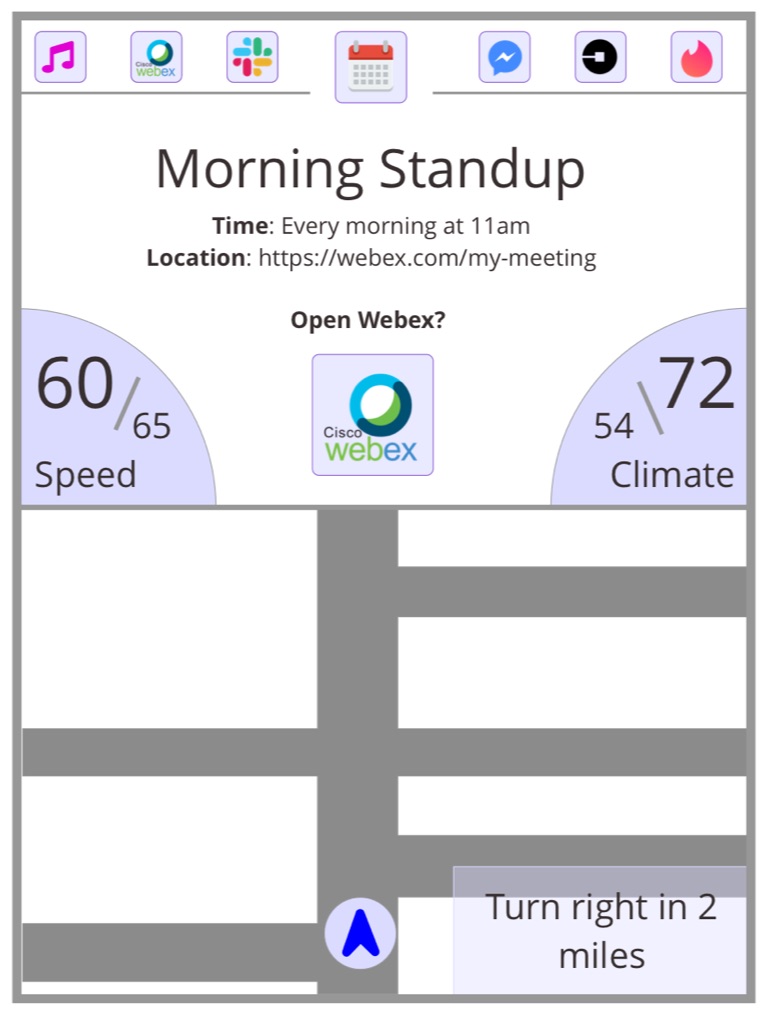 Cisco
webex
Morning Standup
Time: Every morning at 11am
Location: https://webex.com/my-meeting
Open Webex?
Cisco
webex
60/65
Speed
54\72
Climate
Turn right in 2
miles